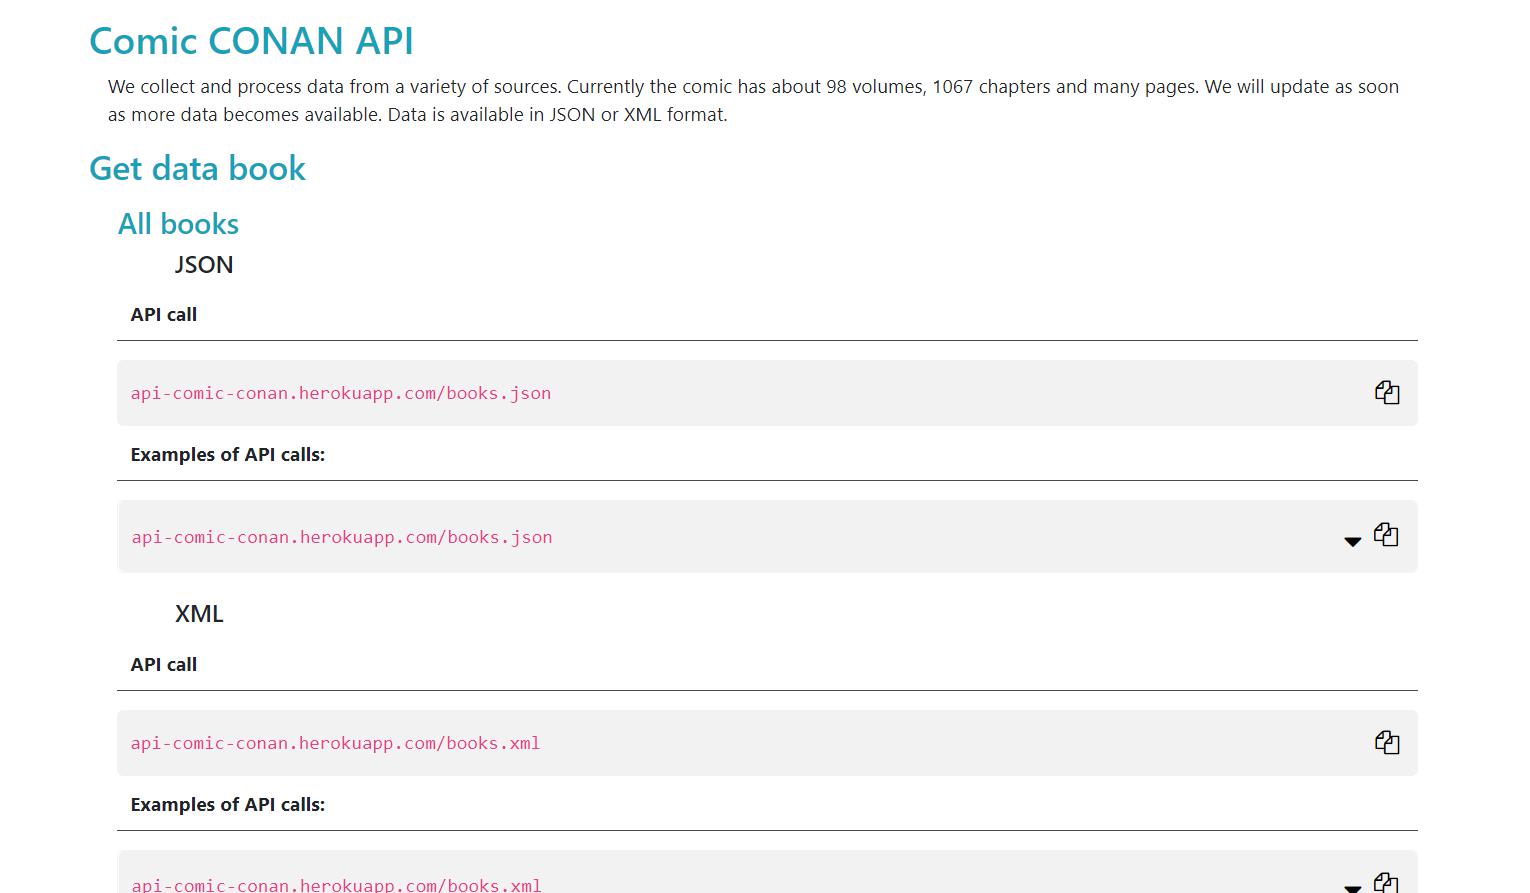 Comic CONAN API
We collect and process data from a variety of sources. Currently the comic has about 98 volumes, 1067 chapters and many pages. We will update as soon
as more data becomes available. Data is available in JSON or XML format.
Get data book
All books
JSON
API call
api-comic-conan.herokuapp.com/books.json
Examples of API calls:
api-comic-conan.herokuapp.com/books.json
XML
API call
api-comic-conan.herokuapp.com/books.xml
Examples of API calls:
api-comic-conan.herokuapp.com/books.xml